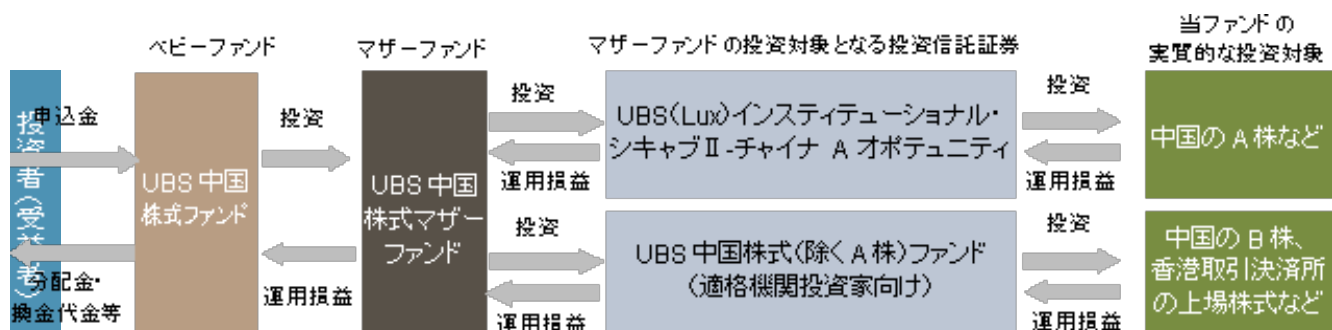 ベビーファンド
マザーファンド
マザーファンドの投資対象となる投資信託証券
当ファンドの
実質的な投資対象
投資者(受益者)
申込金
分配金・
換金代金等
UBS中国
株式ファンド
投資
運用損益
UBS中国
株式マザー
ファンド
投資
運用損益
UBS(Lux)インスティテューショナル・
シキャブⅡ-チャイナ A オポテュニティ
投資
運用損益
中国の A 株など
投資
運用損益
UBS 中国株式(除く A 株)ファンド
(適格機関投資家向け)
投資
運用損益
中国の B 株、
香港取引決済所
の上場株式など